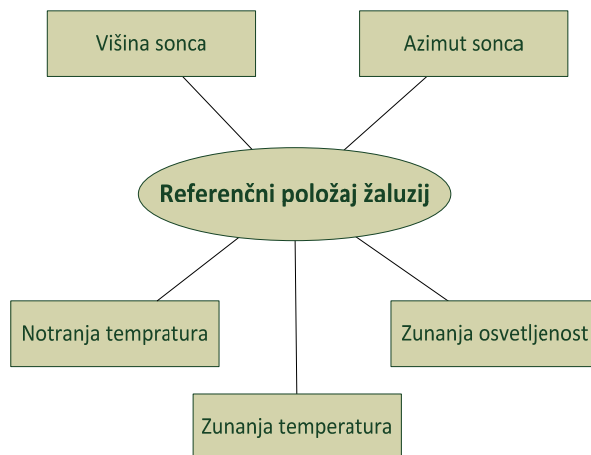 Višina sonca
Azimut sonca
Referenčni položaj žaluzij
Notranja tempratura
Zunanja osvetljenost
Zunanja temperatura